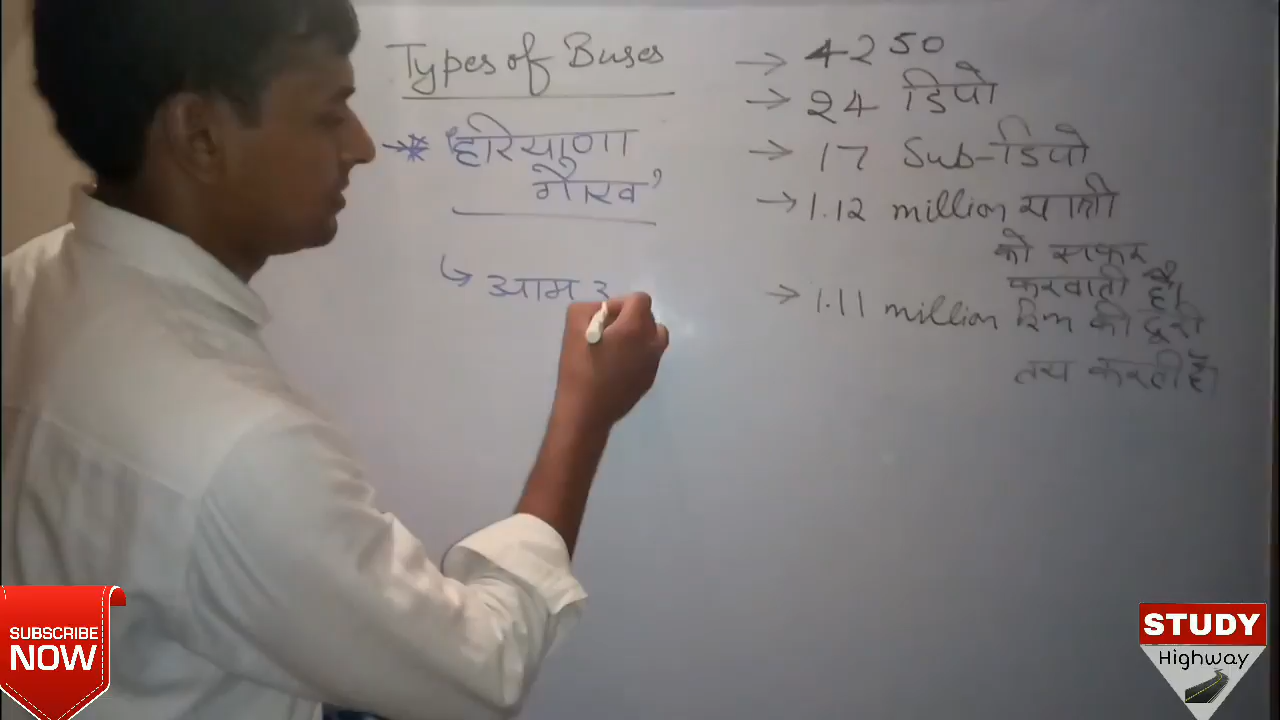 Types of Buses
→* 'हरियाणा
गौरव'
↳ आम
→ 4250
→ 24 डिपो
→ 17 Sub-डिपो
→ 1.12 million यात्री
को सफर
करवाती है।
→ 1.11 million किm की दूरी
तय करती है।
SUBSCRIBE
NOW
STUDY
Highway